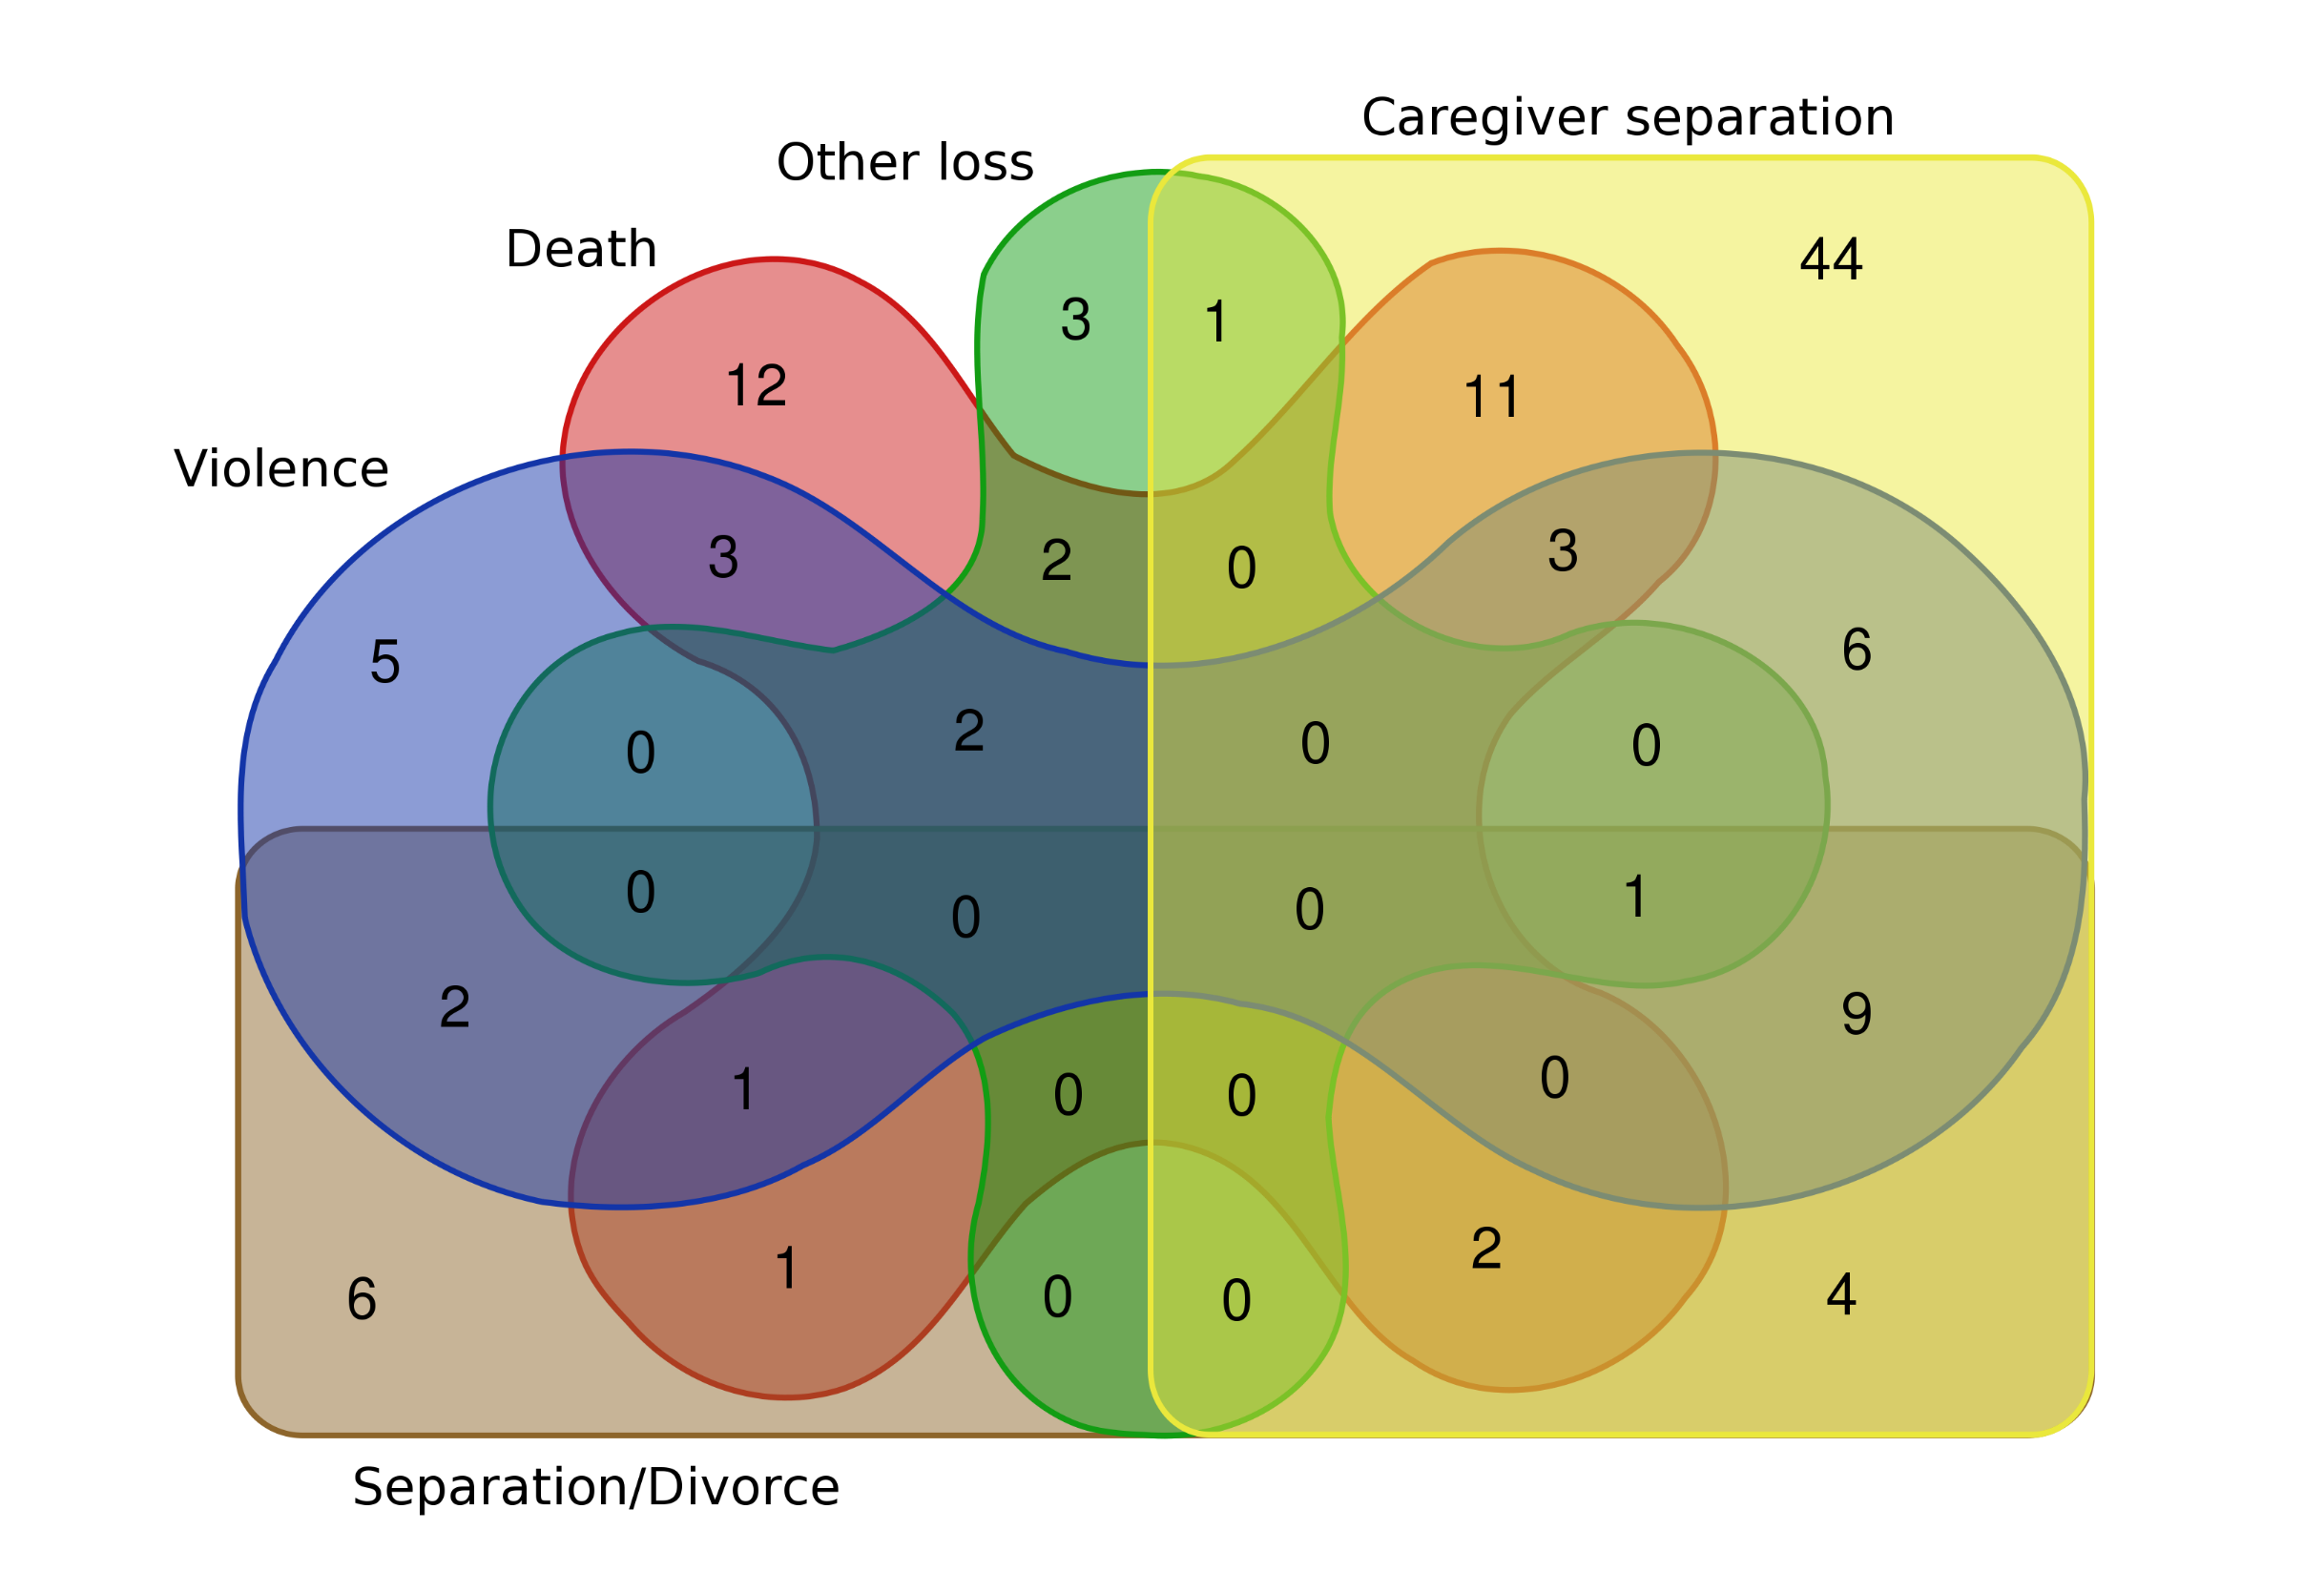 Caregiver separation
Other loss
Death
44
3 1
12 11
Violence
3 2 0 3
5 6
0 2 0 0
0 0 0 1
2 9
1 0 0 0
1 2
6 0 0 4
Separation/Divorce